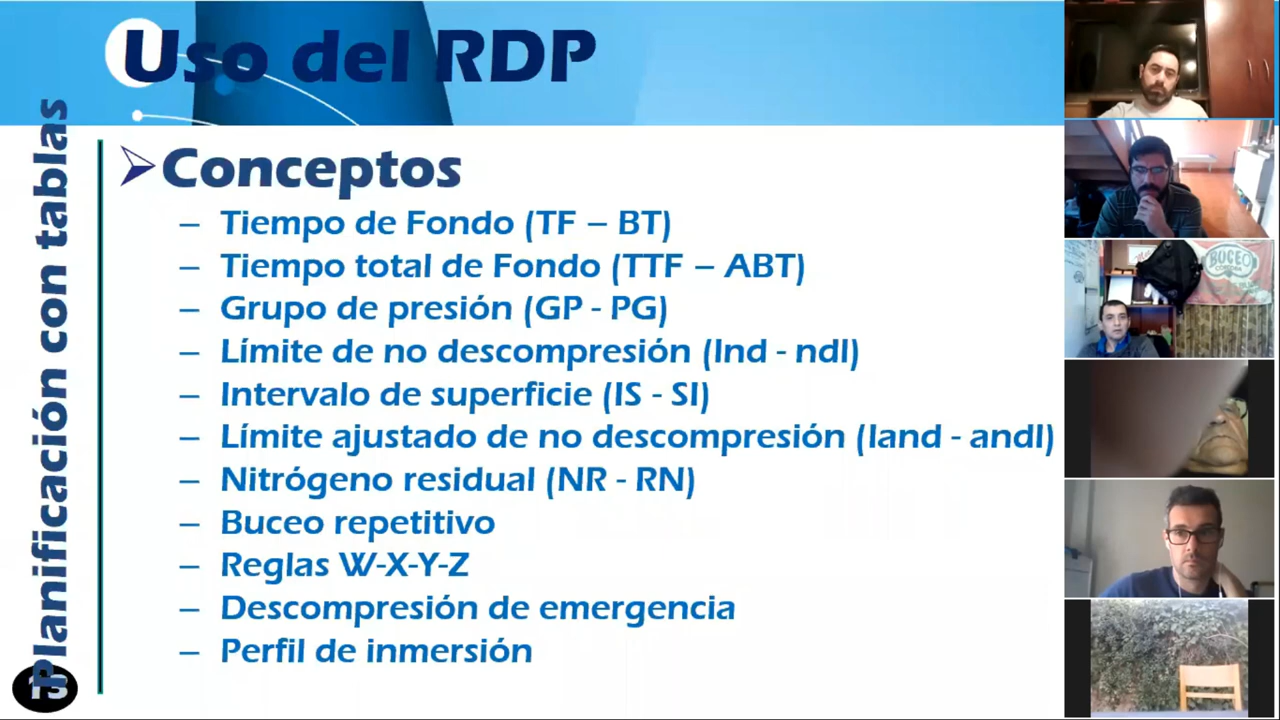 Uso del RDP
Planificación con tablas
Conceptos
– Tiempo de Fondo (TF – BT)
– Tiempo total de Fondo (TTF – ABT)
– Grupo de presión (GP - PG)
– Límite de no descompresión (lnd - ndl)
– Intervalo de superficie (IS - SI)
– Límite ajustado de no descompresión (land - andl)
– Nitrógeno residual (NR - RN)
– Buceo repetitivo
– Reglas W-X-Y-Z
– Descompresión de emergencia
– Perfil de inmersión
BUCEO